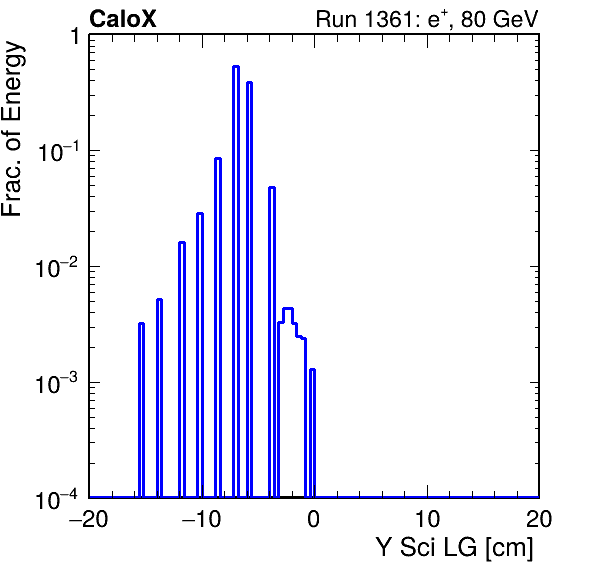 CaloX Run 1361: e⁺, 80 GeV
Frac. of Energy
1
10⁻¹
10⁻²
10⁻³
10⁻⁴
−20 −10 0 10 20
Y Sci LG [cm]